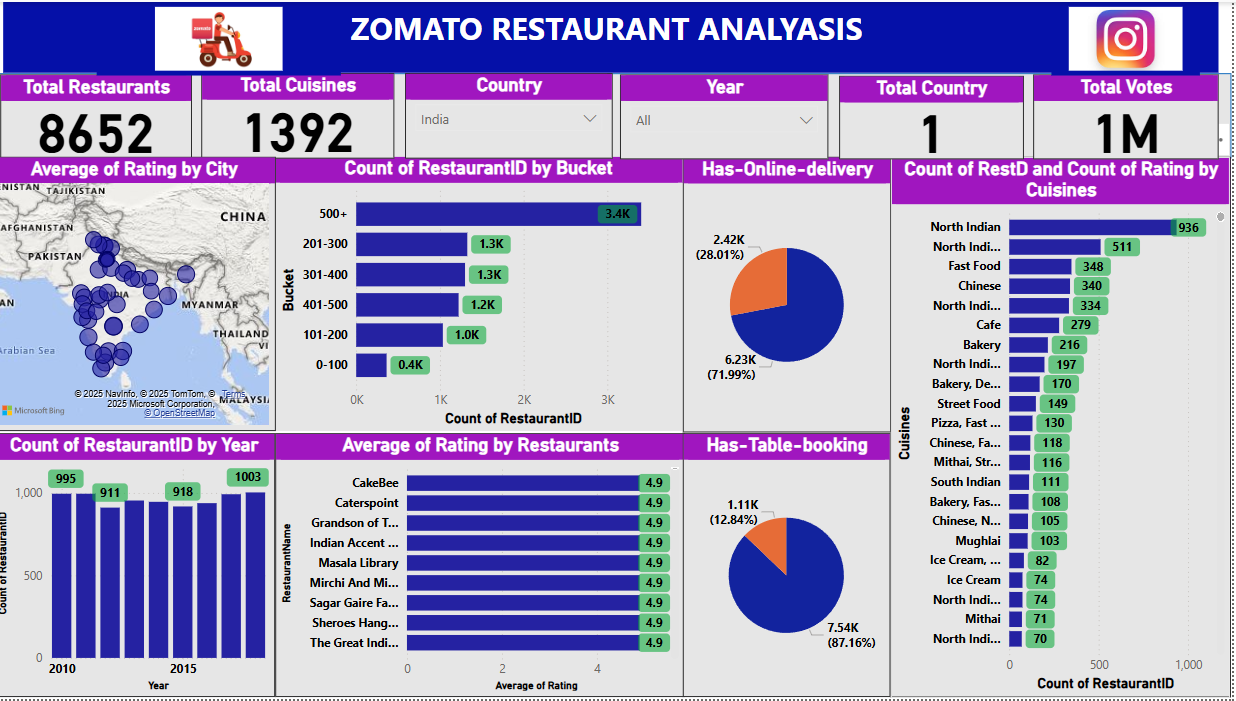 ZOMATO RESTAURANT ANALYASIS
zomato
Total Restaurants
8652
Total Cuisines
1392
Country
India
Year
All
Total Country
1
Total Votes
1M
Average of Rating by City
NISTAN
TAJIKISTAN
CHINA
AFGHANISTAN
PAKISTAN
INDIA
AN
MYANMAR
THAILAND
VI
Arabian Sea
MALAYSIA
© 2025 NavInfo, © 2025 TomTom, © Terms
2025 Microsoft Corporation,
© OpenStreetMap
Microsoft Bing
Count of RestaurantID by Bucket
Bucket
500+ 3.4K
201-300 1.3K
301-400 1.3K
401-500 1.2K
101-200 1.0K
0-100 0.4K
0K 1K 2K 3K
Count of RestaurantID
Has-Online-delivery
2.42K
(28.01%)
6.23K
(71.99%)
Count of RestD and Count of Rating by
Cuisines
Cuisines
North Indian 936
North Indi... 511
Fast Food 348
Chinese 340
North Indi... 334
Cafe 279
Bakery 216
North Indi... 197
Bakery, De... 170
Street Food 149
Pizza, Fast ... 130
Chinese, Fa... 118
Mithai, Str... 116
South Indian 111
Bakery, Fas... 108
Chinese, N... 105
Mughlai 103
Ice Cream, ... 82
Ice Cream 74
North Indi... 74
Mithai 71
North Indi... 70
0 500 1,000
Count of RestaurantID
Count of RestaurantID by Year
Count of RestaurantID
995 911 918 1003
1,000
500
0
2010 2015
Year
Average of Rating by Restaurants
RestaurantName
CakeBee 4.9
Caterspoint 4.9
Grandson of T... 4.9
Indian Accent ... 4.9
Masala Library 4.9
Mirchi And Mi... 4.9
Sagar Gaire Fa... 4.9
Sheroes Hang... 4.9
The Great Indi... 4.9
0 2 4
Average of Rating
Has-Table-booking
1.11K
(12.84%)
7.54K
(87.16%)